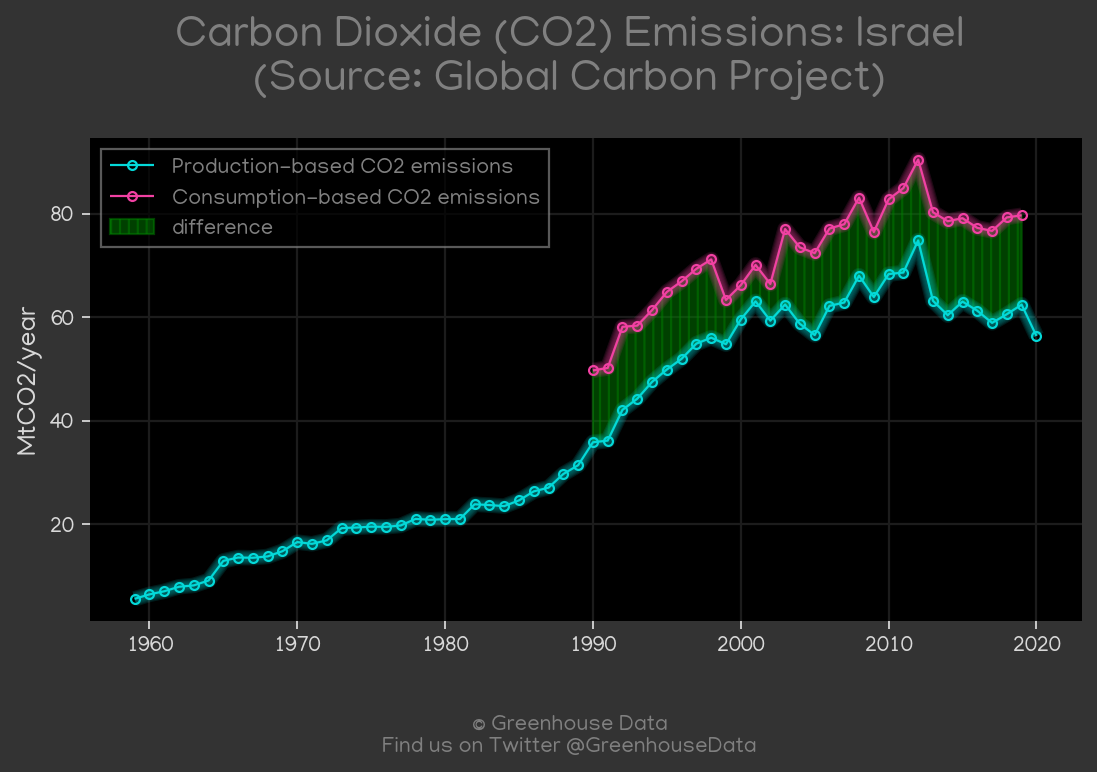 Carbon Dioxide (CO2) Emissions: Israel
(Source: Global Carbon Project)
Production-based CO2 emissions
Consumption-based CO2 emissions
difference
MtCO2/year
80
60
40
20
1960 1970 1980 1990 2000 2010 2020
© Greenhouse Data
Find us on Twitter @GreenhouseData